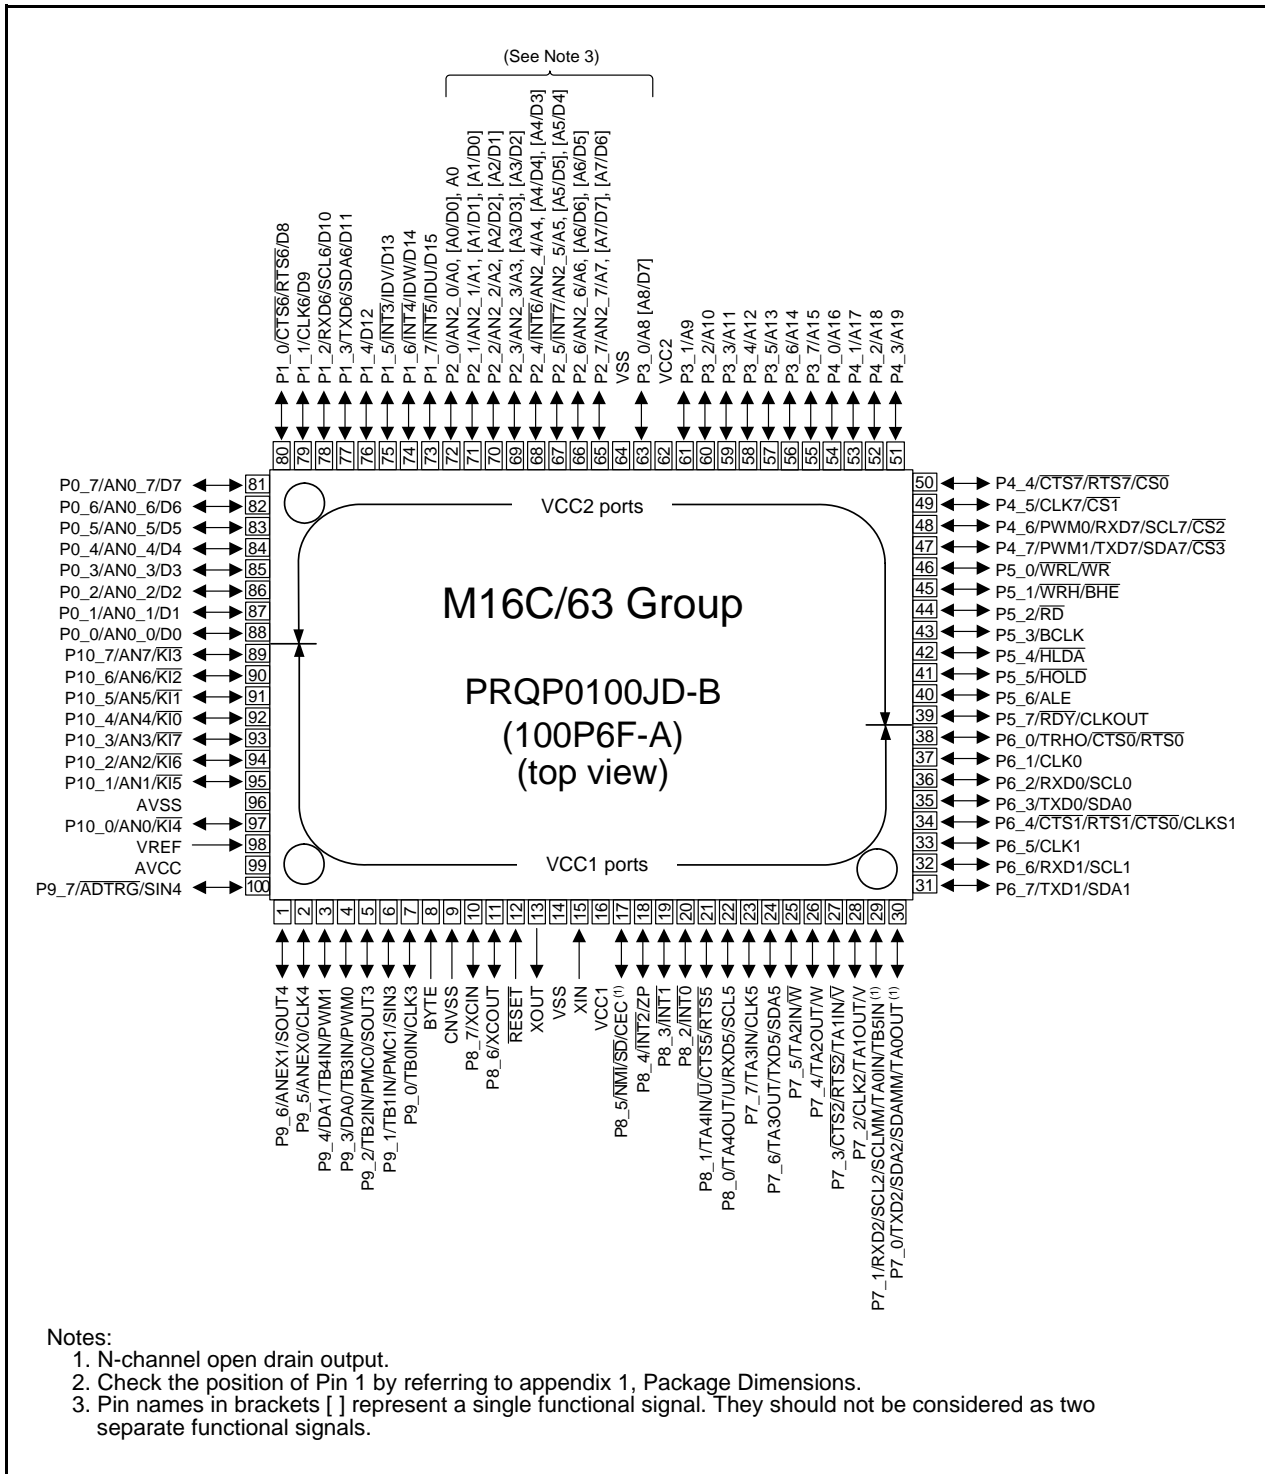 (See Note 3)
P1_0/CTS6/RTS6/D8
P1_1/CLK6/D9
P1_2/RXD6/SCL6/D10
P1_3/TXD6/SDA6/D11
P1_4/D12
P1_5/INT3/IDV/D13
P1_6/INT4/IDW/D14
P1_7/INT5/IDU/D15
P2_0/AN2_0/A0, [A0/D0], A0
P2_1/AN2_1/A1, [A1/D1], [A1/D0]
P2_2/AN2_2/A2, [A2/D2], [A2/D1]
P2_3/AN2_3/A3, [A3/D3], [A3/D2]
P2_4/INT6/AN2_4/A4, [A4/D4], [A4/D3]
P2_5/INT7/AN2_5/A5, [A5/D5], [A5/D4]
P2_6/AN2_6/A6, [A6/D6], [A6/D5]
P2_7/AN2_7/A7, [A7/D7], [A7/D6]
VSS
P3_0/A8 [A8/D7]
VCC2
P3_1/A9
P3_2/A10
P3_3/A11
P3_4/A12
P3_5/A13
P3_6/A14
P3_7/A15
P4_0/A16
P4_1/A17
P4_2/A18
P4_3/A19
80 79 78 77 76 75 74 73 72 71 70 69 68 67 66 65 64 63 62 61 60 59 58 57 56 55 54 53 52 51
P0_7/AN0_7/D7 81
P0_6/AN0_6/D6 82
P0_5/AN0_5/D5 83
P0_4/AN0_4/D4 84
P0_3/AN0_3/D3 85
P0_2/AN0_2/D2 86
P0_1/AN0_1/D1 87
P0_0/AN0_0/D0 88
P10_7/AN7/KI3 89
P10_6/AN6/KI2 90
P10_5/AN5/KI1 91
P10_4/AN4/KI0 92
P10_3/AN3/KI7 93
P10_2/AN2/KI6 94
P10_1/AN1/KI5 95
AVSS 96
P10_0/AN0/KI4 97
VREF 98
AVCC 99
P9_7/ADTRG/SIN4 100
VCC2 ports
M16C/63 Group
PRQP0100JD-B
(100P6F-A)
(top view)
VCC1 ports
50 P4_4/CTS7/RTS7/CS0
49 P4_5/CLK7/CS1
48 P4_6/PWM0/RXD7/SCL7/CS2
47 P4_7/PWM1/TXD7/SDA7/CS3
46 P5_0/WRL/WR
45 P5_1/WRH/BHE
44 P5_2/RD
43 P5_3/BCLK
42 P5_4/HLDA
41 P5_5/HOLD
40 P5_6/ALE
39 P5_7/RDY/CLKOUT
38 P6_0/TRHO/CTS0/RTS0
37 P6_1/CLK0
36 P6_2/RXD0/SCL0
35 P6_3/TXD0/SDA0
34 P6_4/CTS1/RTS1/CTS0/CLKS1
33 P6_5/CLK1
32 P6_6/RXD1/SCL1
31 P6_7/TXD1/SDA1
1 2 3 4 5 6 7 8 9 10 11 12 13 14 15 16 17 18 19 20 21 22 23 24 25 26 27 28 29 30
P9_6/ANEX1/SOUT4
P9_5/ANEX0/CLK4
P9_4/DA1/TB4IN/PWM1
P9_3/DA0/TB3IN/PWM0
P9_2/TB2IN/PMC0/SOUT3
P9_1/TB1IN/PMC1/SIN3
P9_0/TB0IN/CLK3
BYTE
CNVSS
P8_7/XCIN
P8_6/XCOUT
RESET
XOUT
VSS
XIN
VCC1
P8_5/NMI/SD/CEC (1)
P8_4/INT2/ZP
P8_3/INT1
P8_2/INT0
P8_1/TA4IN/U/CTS5/RTS5
P8_0/TA4OUT/U/RXD5/SCL5
P7_7/TA3IN/CLK5
P7_6/TA3OUT/TXD5/SDA5
P7_5/TA2IN/W
P7_4/TA2OUT/W
P7_3/CTS2/RTS2/TA1IN/V
P7_2/CLK2/TA1OUT/V
P7_1/RXD2/SCL2/SCLMM/TA0IN/TB5IN (1)
P7_0/TXD2/SDA2/SDAMM/TA0OUT (1)
Notes:
1. N-channel open drain output.
2. Check the position of Pin 1 by referring to appendix 1, Package Dimensions.
3. Pin names in brackets [ ] represent a single functional signal. They should not be considered as two
separate functional signals.